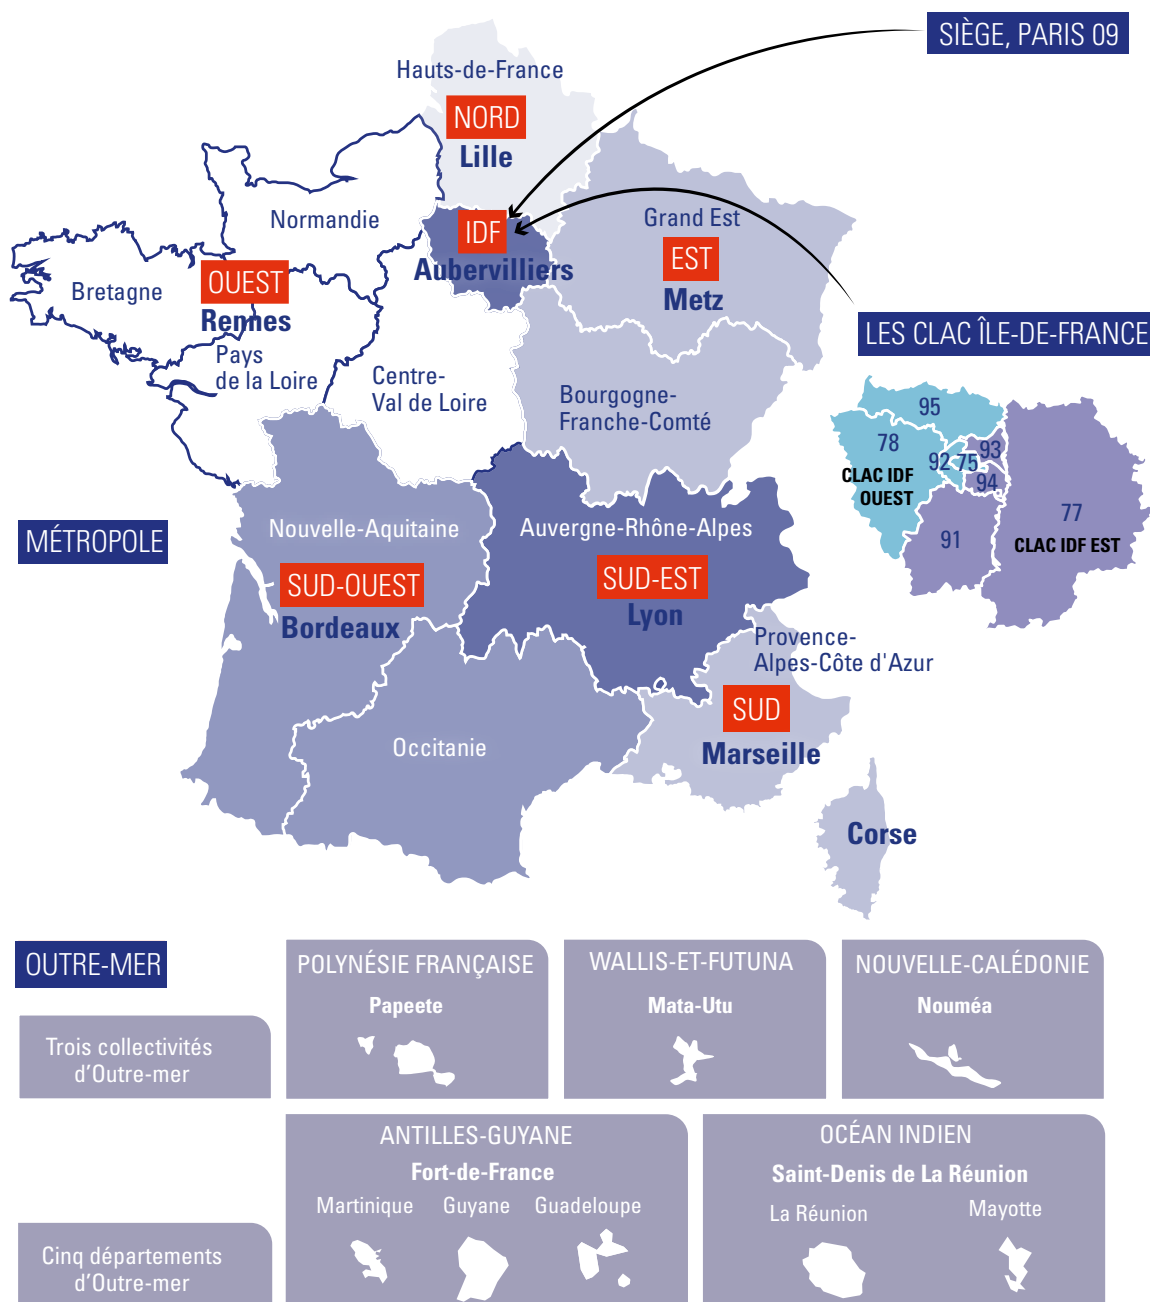 SIÈGE, PARIS 09
Hauts-de-France
NORD
Lille
Normandie
IDF
Aubervilliers
Grand Est
EST
Metz
Bretagne
OUEST
Rennes
Pays
de la Loire
Centre-
Val de Loire
Bourgogne-
Franche-Comté
LES CLAC ÎLE-DE-FRANCE
95
78
92
75
93
94
CLAC IDF
OUEST
91
77
CLAC IDF EST
MÉTROPOLE
Nouvelle-Aquitaine
SUD-OUEST
Bordeaux
Auvergne-Rhône-Alpes
SUD-EST
Lyon
Provence-
Alpes-Côte d'Azur
SUD
Marseille
Occitanie
Corse
OUTRE-MER
Trois collectivités
d’Outre-mer
POLYNÉSIE FRANÇAISE
Papeete
WALLIS-ET-FUTUNA
Mata-Utu
NOUVELLE-CALÉDONIE
Nouméa
Cinq départements
d’Outre-mer
ANTILLES-GUYANE
Fort-de-France
Martinique Guyane Guadeloupe
OCÉAN INDIEN
Saint-Denis de La Réunion
La Réunion Mayotte